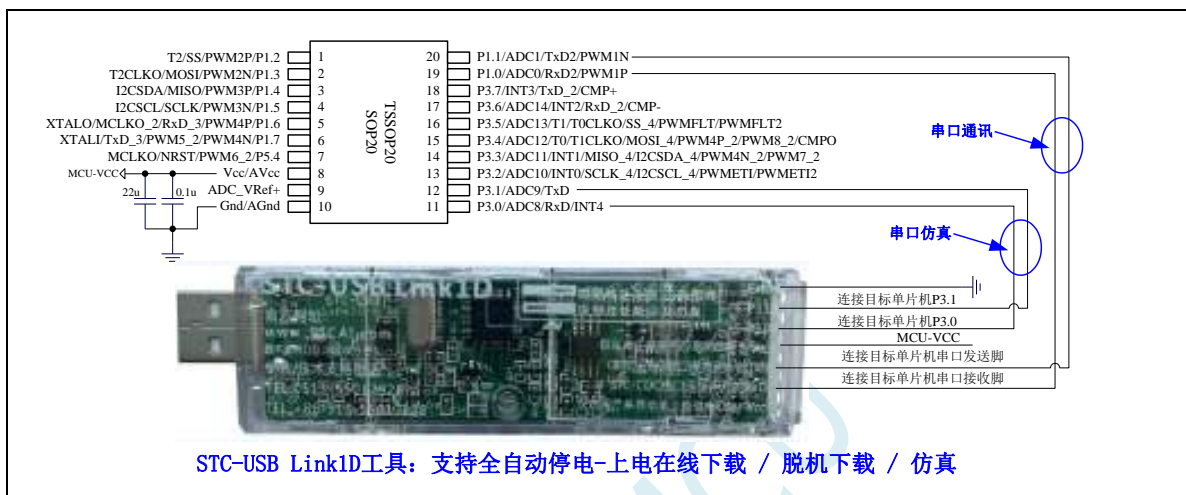 T2/SS/PWM2P/P1.2 1
T2CLKO/MOSI/PWM2N/P1.3 2
I2CSDA/MISO/PWM3P/P1.4 3
I2CSCL/SCLK/PWM3N/P1.5 4
XTALO/MCLKO_2/RxD_3/PWM4P/P1.6 5
XTALI/TxD_3/PWM5_2/PWM4N/P1.7 6
MCLKO/NRST/PWM6_2/P5.4 7
MCU-VCC Vcc/AVcc 8
22u 0.1u ADC_VRef+ 9
Gnd/AGnd 10
TSSOP20
SOP20
20 P1.1/ADC1/TxD2/PWM1N
19 P1.0/ADC0/RxD2/PWM1P
18 P3.7/INT3/TxD_2/CMP+
17 P3.6/ADC14/INT2/RxD_2/CMP-
16 P3.5/ADC13/T1/T0CLKO/SS_4/PWMFLT/PWMFLT2
15 P3.4/ADC12/T0/T1CLKO/MOSI_4/PWM4P_2/PWM8_2/CMPO
14 P3.3/ADC11/INT1/MISO_4/I2CSDA_4/PWM4N_2/PWM7_2
13 P3.2/ADC10/INT0/SCLK_4/I2CSCL_4/PWMETI/PWMETI2
12 P3.1/ADC9/TxD
11 P3.0/ADC8/RxD/INT4
串口通讯
串口仿真
STC-USB Link1D
连接目标单片机P3.1
连接目标单片机P3.0
MCU-VCC
连接目标单片机串口发送脚
连接目标单片机串口接收脚
STC-USB Link1D工具：支持全自动停电-上电在线下载 / 脱机下载 / 仿真